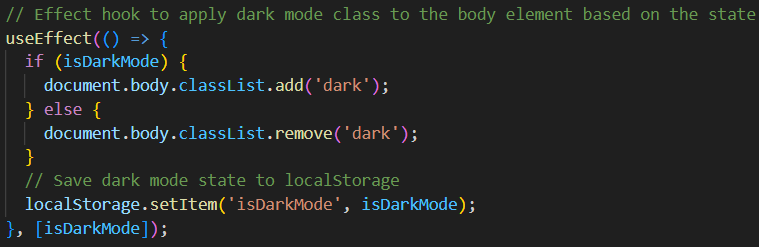 // Effect hook to apply dark mode class to the body element based on the state
useEffect(() => {
  if (isDarkMode) {
    document.body.classList.add('dark');
  } else {
    document.body.classList.remove('dark');
  }
  // Save dark mode state to localStorage
  localStorage.setItem('isDarkMode', isDarkMode);
}, [isDarkMode]);